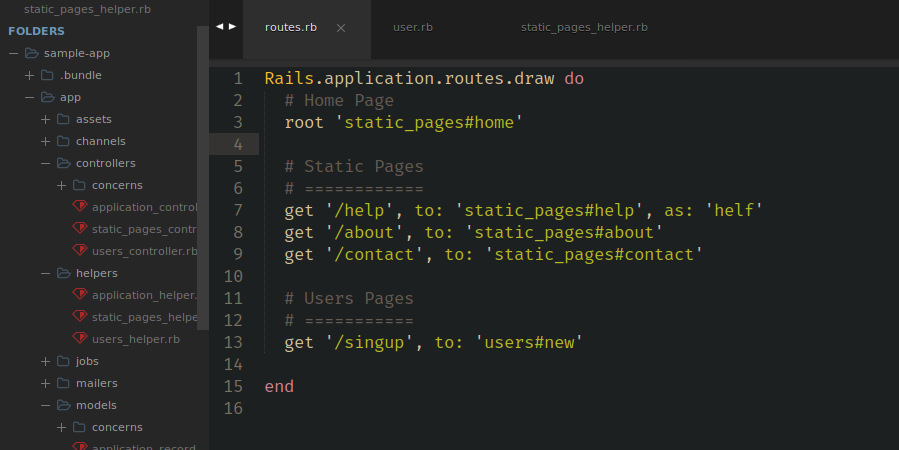 static_pages_helper.rb
FOLDERS
sample-app
.bundle
app
assets
channels
controllers
concerns
application_control
static_pages_contr
users_controller.rb
helpers
application_helper.
static_pages_helpe
users_helper.rb
jobs
mailers
models
concerns
application_record
routes.rb user.rb static_pages_helper.rb
1 Rails.application.routes.draw do
2 # Home Page
3 root 'static_pages#home'
4
5 # Static Pages
6 # ============
7 get '/help', to: 'static_pages#help', as: 'helf'
8 get '/about', to: 'static_pages#about'
9 get '/contact', to: 'static_pages#contact'
10
11 # Users Pages
12 # ===========
13 get '/singup', to: 'users#new'
14
15 end
16